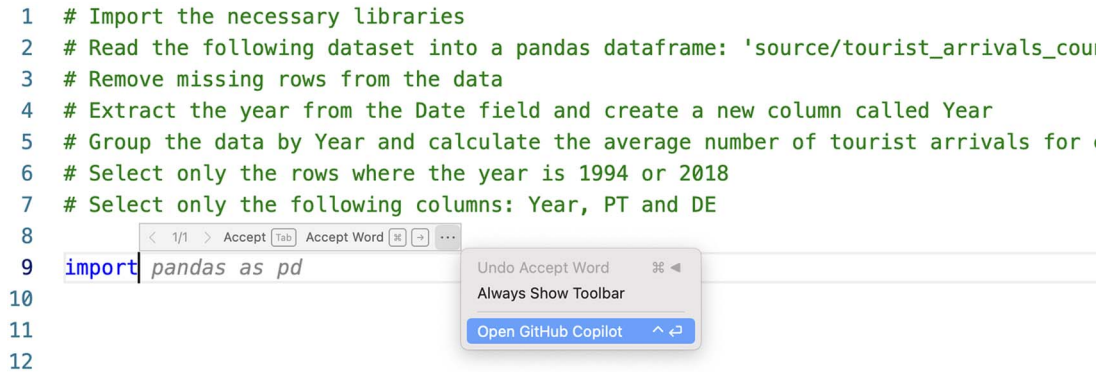 1 # Import the necessary libraries
2 # Read the following dataset into a pandas dataframe: 'source/tourist_arrivals_cou
3 # Remove missing rows from the data
4 # Extract the year from the Date field and create a new column called Year
5 # Group the data by Year and calculate the average number of tourist arrivals for
6 # Select only the rows where the year is 1994 or 2018
7 # Select only the following columns: Year, PT and DE
8
< 1/1 > Accept Tab Accept Word ⌘ → ...
9 import pandas as pd
Undo Accept Word ⌘ ◀
Always Show Toolbar
10
11 
Open GitHub Copilot ^ ↩
12